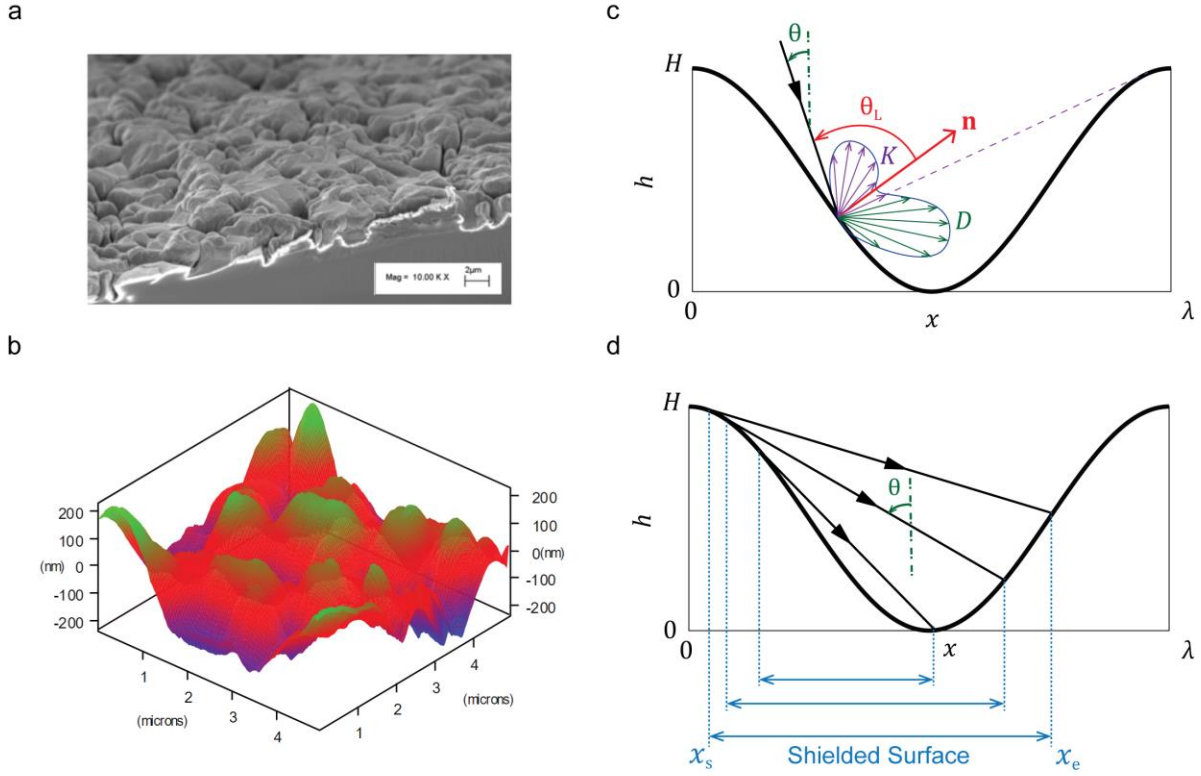 a
Mag = 10.00 K X
2μm
b
200
100
(nm)
0
-100
-200
200
100
0(nm)
-100
-200
1
2
3
4
(microns)
1
2
3
4
(microns)
c
H
h
0
0
x
λ
θ
θL
n
K
D
d
H
h
0
0
x
λ
θ
xs
Shielded Surface
xe